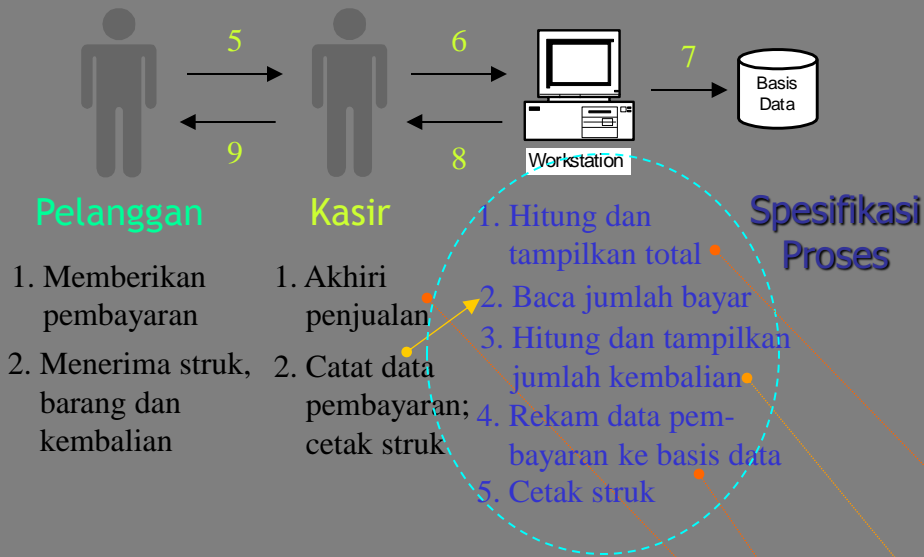 5
6
7
Basis
Data
9
8
Workstation
Pelanggan
1. Memberikan
pembayaran
2. Menerima struk,
barang dan
kembalian
Kasir
1. Akhiri
penjualan
2. Catat data
pembayaran;
cetak struk
1. Hitung dan
tampilkan total
2. Baca jumlah bayar
3. Hitung dan tampilkan
jumlah kembalian
4. Rekam data pem-
bayaran ke basis data
5. Cetak struk
Spesifikasi
Proses